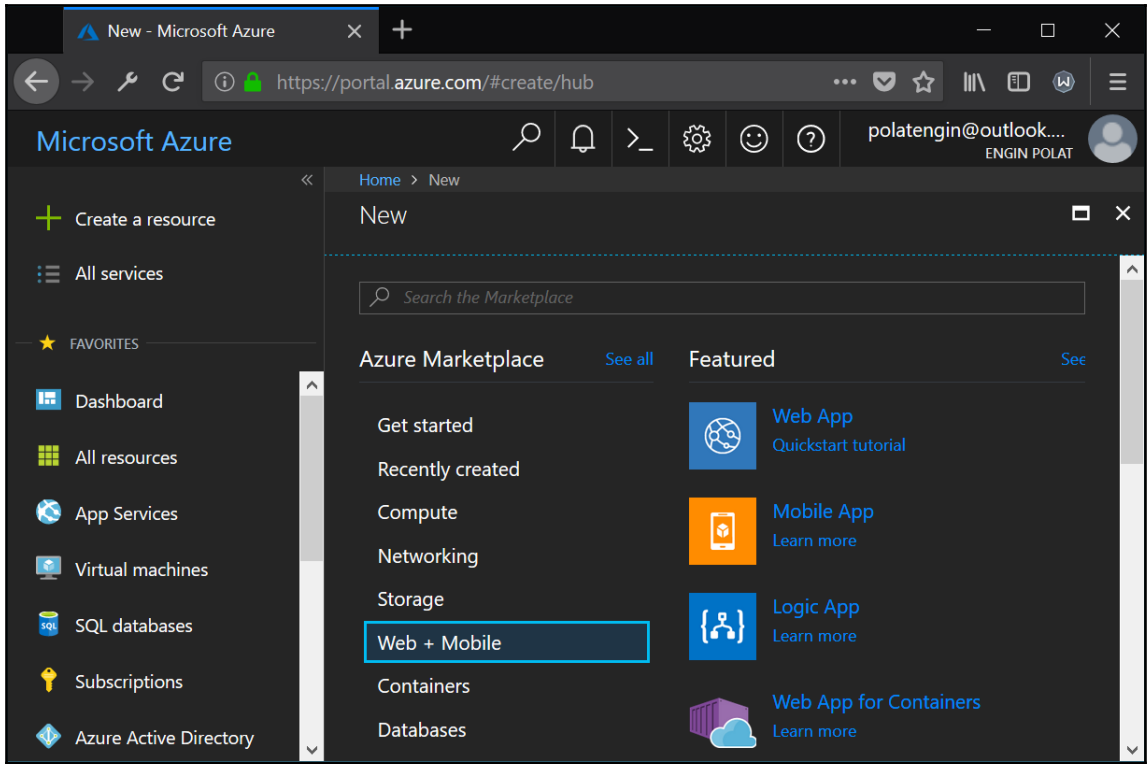 New - Microsoft Azure
https://portal.azure.com/#create/hub
Microsoft Azure
polatengin@outlook....
ENGIN POLAT
Create a resource
All services
FAVORITES
Dashboard
All resources
App Services
Virtual machines
SQL databases
Subscriptions
Azure Active Directory
Home > New
New
Search the Marketplace
Azure Marketplace See all
Get started
Recently created
Compute
Networking
Storage
Web + Mobile
Containers
Databases
Featured See
Web App
Quickstart tutorial
Mobile App
Learn more
Logic App
Learn more
Web App for Containers
Learn more